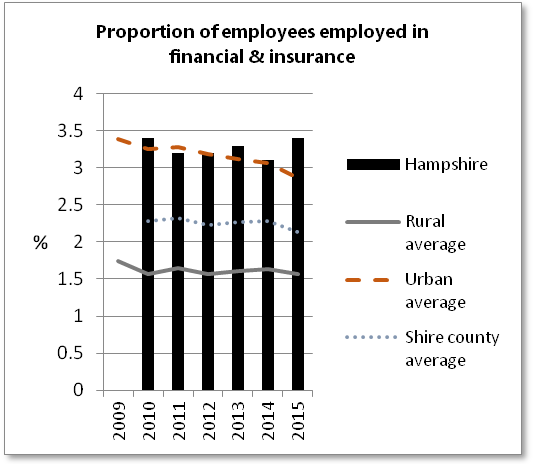 Proportion of employees employed in
financial & insurance
4
3.5
3
2.5
2
1.5
1
0.5
0
%
2009
2010
2011
2012
2013
2014
2015
Hampshire
Rural
average
Urban
average
Shire county
average